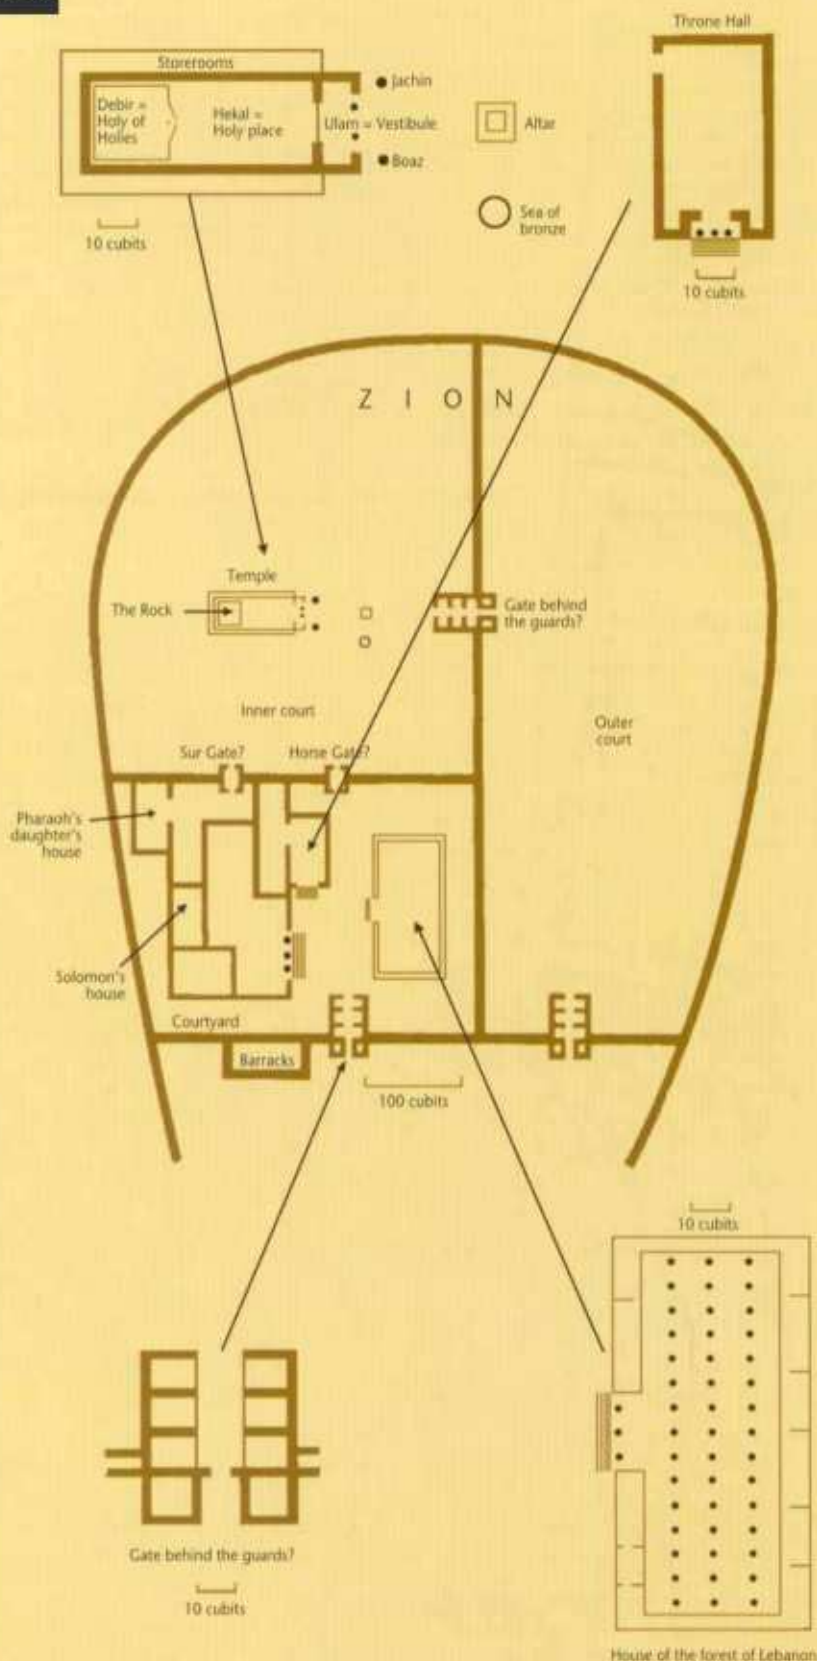 Throne Hall
Storerooms
Jachin
Debir =
Holy of
Holies
Hekal =
Holy place
Ulam = Vestibule
Altar
Boaz
Sea of
bronze
10 cubits
10 cubits
Z I O N
Temple
The Rock
Gate behind
the guards?
Inner court
Outer
court
Sur Gate?
Horse Gate?
Pharaoh's
daughter's
house
Solomon's
house
Courtyard
Barracks
100 cubits
10 cubits
Gate behind the guards?
10 cubits
House of the forest of Lebanon